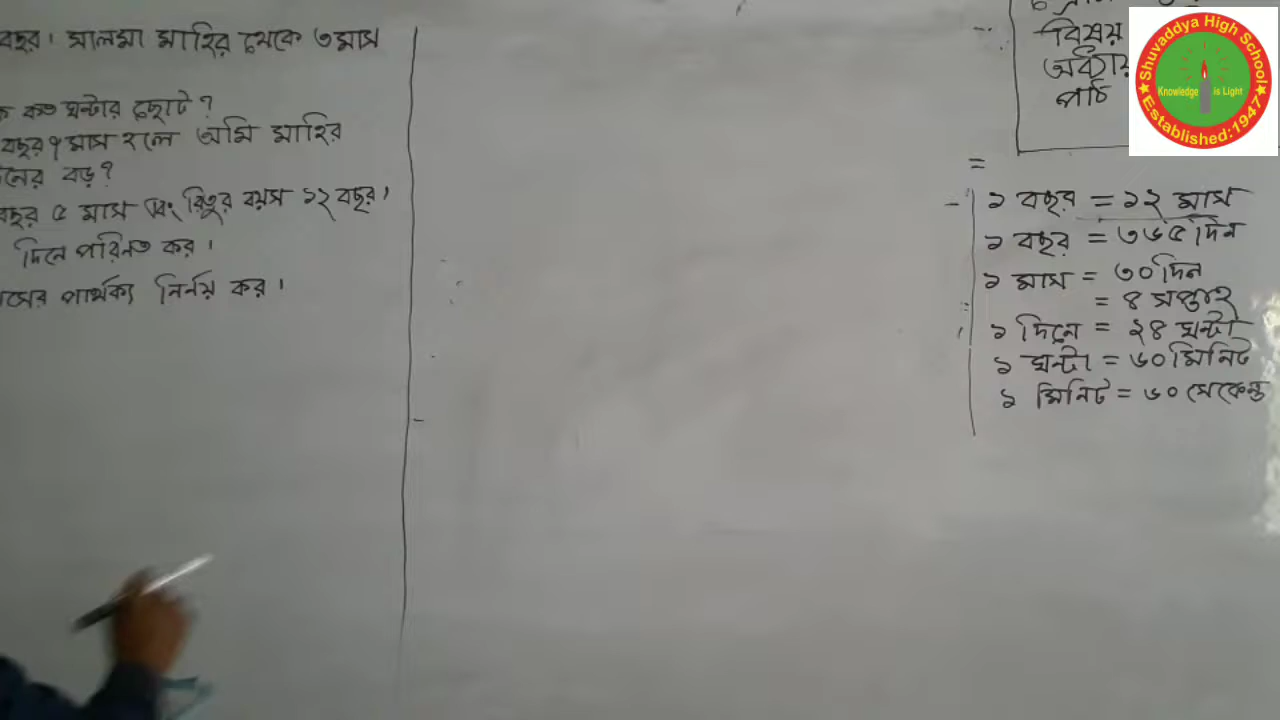 বছর। সালমা মাহির থেকে ৩ মাস
কত ঘন্টার ছোট?
বছর ৭ মাস হলে অমি মাহির
নের বড়?
বছর ৫ মাস এবং রিতুর বয়স ১২ বছর।
দিনে পরিনত কর।
সের পার্থক্য নির্নয় কর।
বিষয়
অধ্যায়
পাঠ
=
১ বছর = ১২ মাস
১ বছর = ৩৬৫ দিন
১ মাস = ৩০ দিন
= ৪ সপ্তাহ
১ দিনে = ২৪ ঘন্টা
১ ঘন্টা = ৬০ মিনিট
১ মিনিট = ৬০ সেকেন্ড
Shuvaddya High School
Knowledge is Light
Established:1947